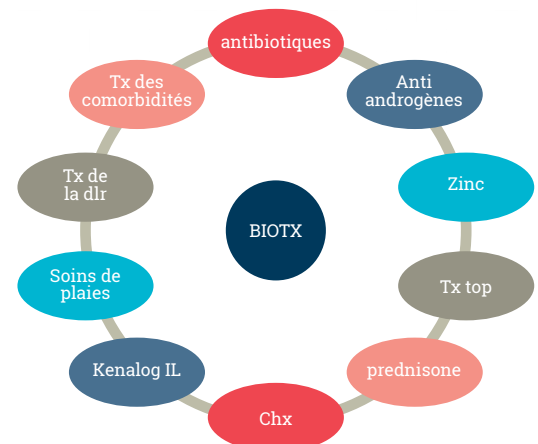 antibiotiques
Anti
androgènes
Zinc
Tx top
prednisone
Chx
Kenalog IL
Soins de
plaies
Tx de
la dlr
Tx des
comorbidités
BIOTX